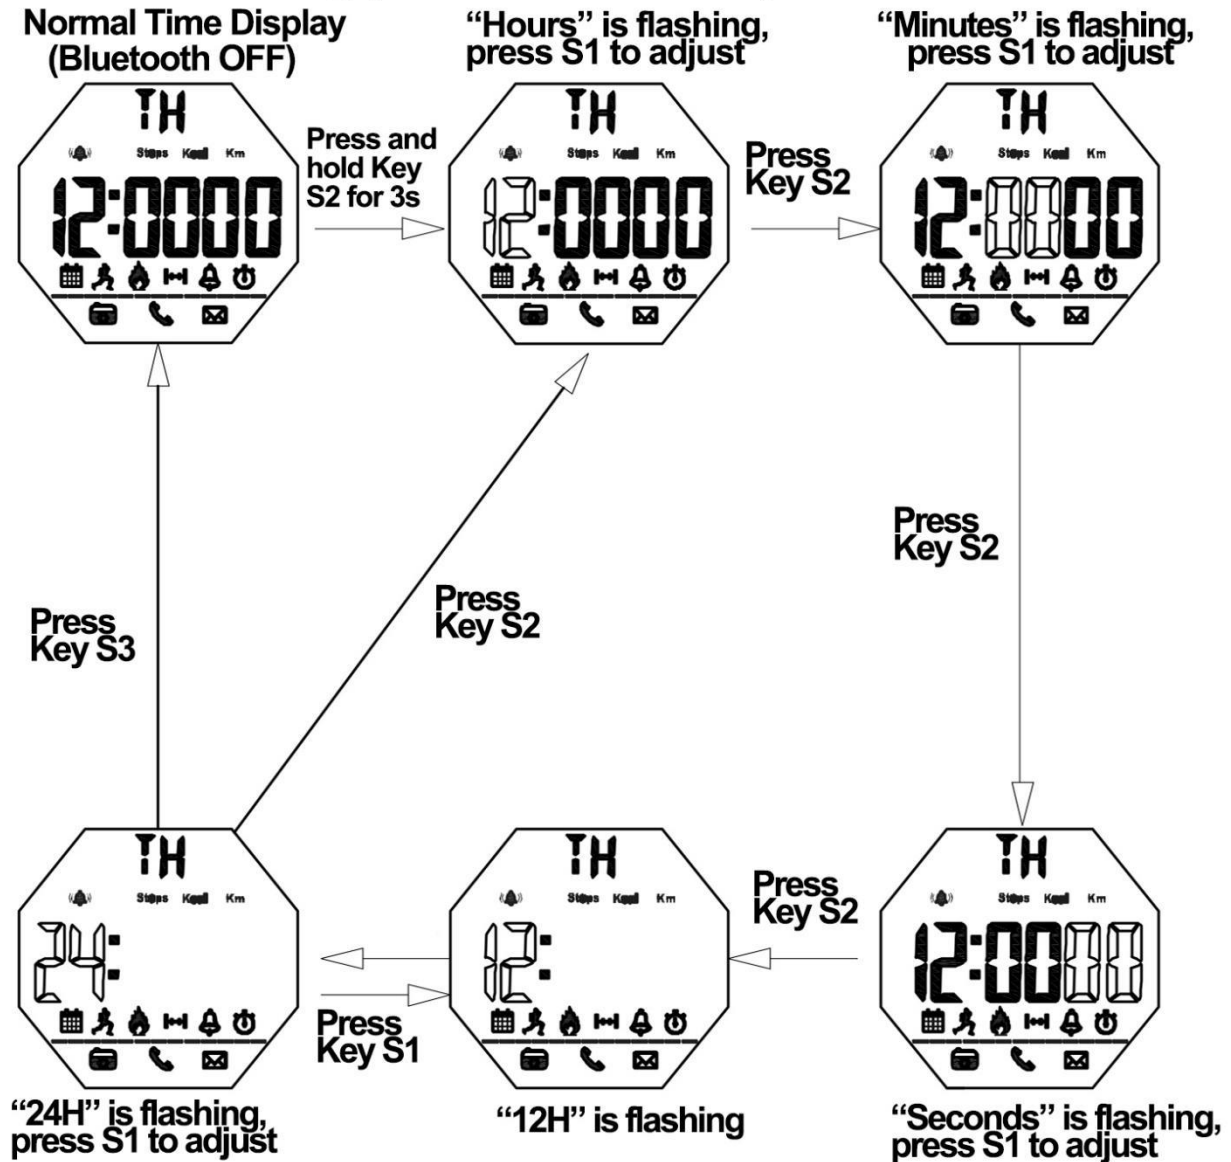 Normal Time Display
(Bluetooth OFF)
TH
Steps Kcal Km
12:0000
Press and
hold Key
S2 for 3s
“Hours” is flashing,
press S1 to adjust
TH
Steps Kcal Km
12:0000
Press
Key S2
“Minutes” is flashing,
press S1 to adjust
TH
Steps Kcal Km
12:0000
Press
Key S3
Press
Key S2
Press
Key S2
TH
Steps Kcal Km
24:
“24H” is flashing,
press S1 to adjust
Press
Key S1
TH
Steps Kcal Km
12:
“12H” is flashing
Press
Key S2
TH
Steps Kcal Km
12:0000
“Seconds” is flashing,
press S1 to adjust